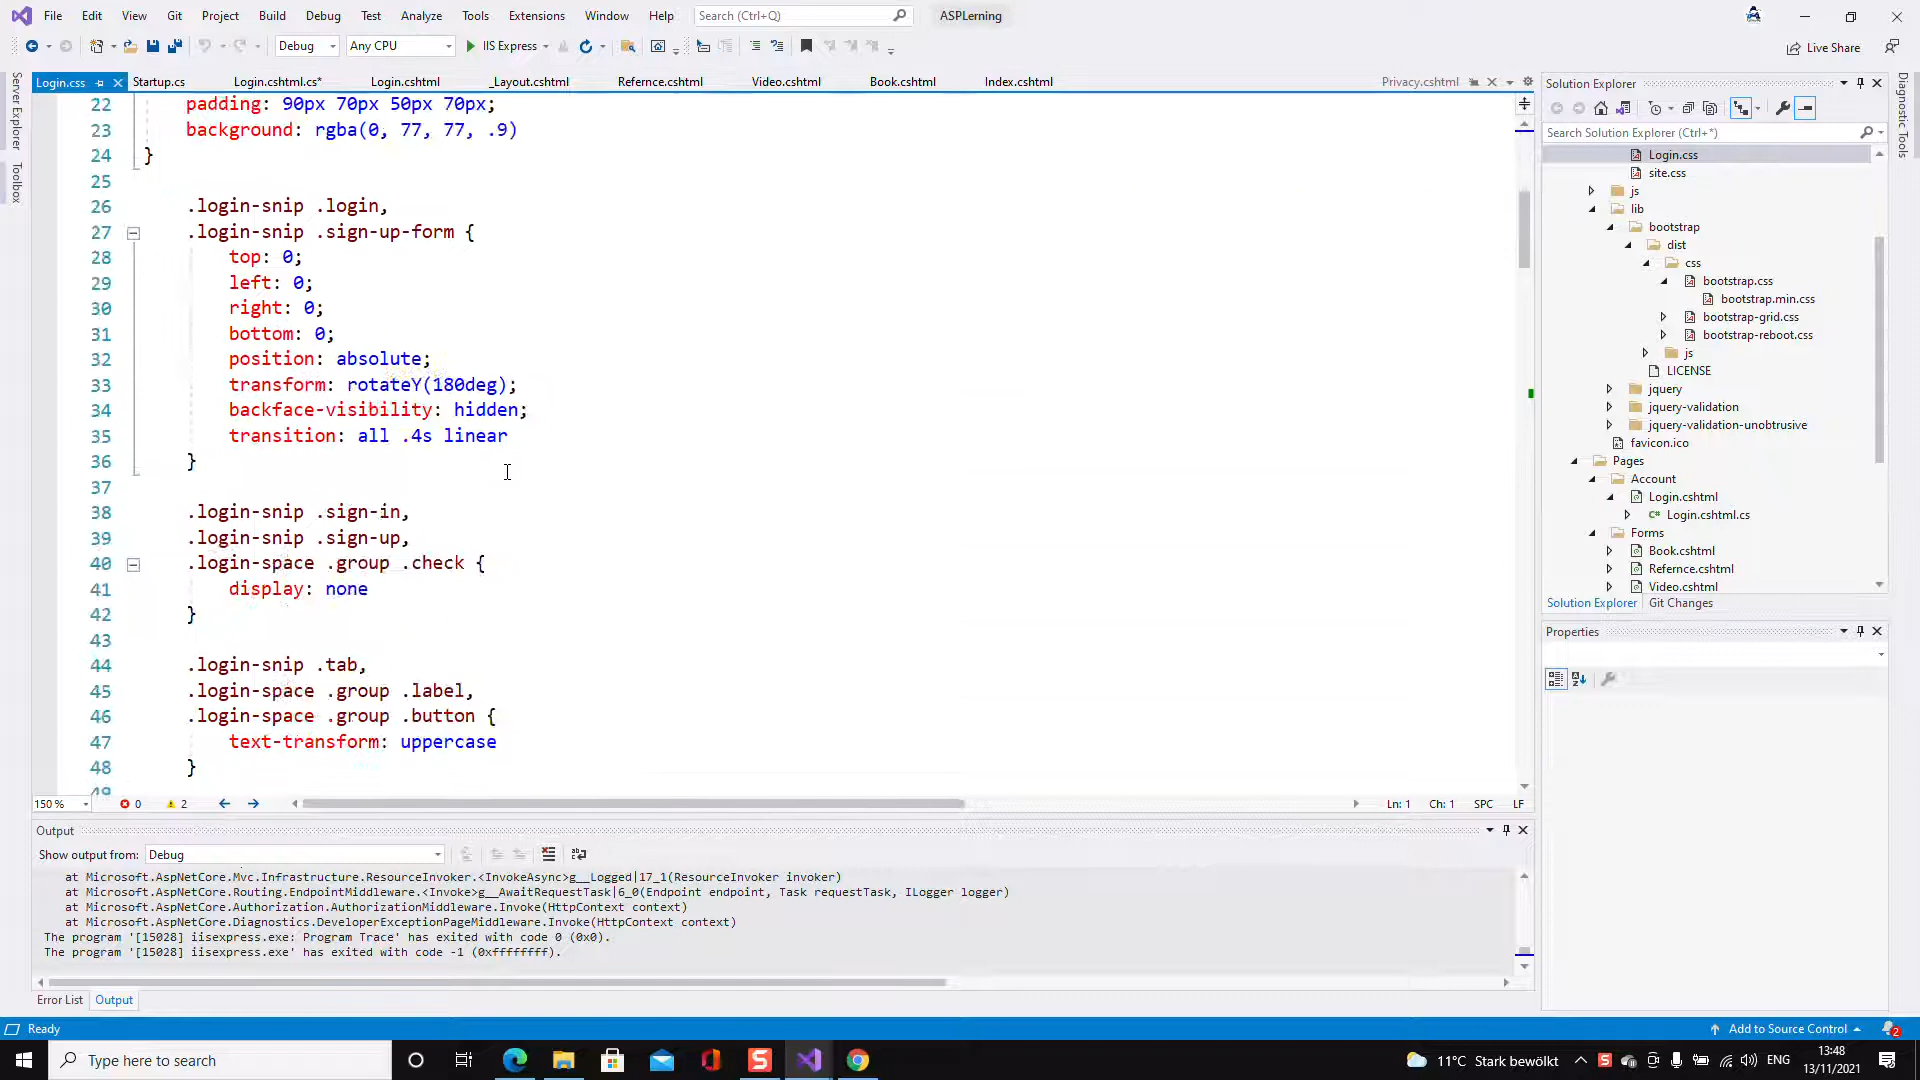 File Edit View Git Project Build Debug Test Analyze Tools Extensions Window Help Search (Ctrl+Q) ASPLerning
Debug Any CPU IIS Express Live Share
Login.css Startup.cs Login.cshtml.cs* Login.cshtml _Layout.cshtml Refernce.cshtml Video.cshtml Book.cshtml Index.cshtml Privacy.cshtml
Server Explorer
Toolbox
22 padding: 90px 70px 50px 70px;
23 background: rgba(0, 77, 77, .9)
24 }
25
26 .login-snip .login,
27 .login-snip .sign-up-form {
28 top: 0;
29 left: 0;
30 right: 0;
31 bottom: 0;
32 position: absolute;
33 transform: rotateY(180deg);
34 backface-visibility: hidden;
35 transition: all .4s linear
36 }
37
38 .login-snip .sign-in,
39 .login-snip .sign-up,
40 .login-space .group .check {
41 display: none
42 }
43
44 .login-snip .tab,
45 .login-space .group .label,
46 .login-space .group .button {
47 text-transform: uppercase
48 }
49
150 % 0 2 Ln: 1 Ch: 1 SPC LF
Output
Show output from: Debug
at Microsoft.AspNetCore.Mvc.Infrastructure.ResourceInvoker.<InvokeAsync>g__Logged|17_1(ResourceInvoker invoker)
at Microsoft.AspNetCore.Routing.EndpointMiddleware.<Invoke>g__AwaitRequestTask|6_0(Endpoint endpoint, Task requestTask, ILogger logger)
at Microsoft.AspNetCore.Authorization.AuthorizationMiddleware.Invoke(HttpContext context)
at Microsoft.AspNetCore.Diagnostics.DeveloperExceptionPageMiddleware.Invoke(HttpContext context)
The program '[15028] iisexpress.exe: Program Trace' has exited with code 0 (0x0).
The program '[15028] iisexpress.exe' has exited with code -1 (0xffffffff).
Error List Output
Solution Explorer
Search Solution Explorer (Ctrl+*)
Login.css
site.css
js
lib
bootstrap
dist
css
bootstrap.css
bootstrap.min.css
bootstrap-grid.css
bootstrap-reboot.css
js
LICENSE
jquery
jquery-validation
jquery-validation-unobtrusive
favicon.ico
Pages
Account
Login.cshtml
C# Login.cshtml.cs
Forms
Book.cshtml
Refernce.cshtml
Video.cshtml
Solution Explorer Git Changes
Properties
Diagnostic Tools
Ready Add to Source Control 2
Type here to search 11°C Stark bewölkt ENG 13:48
13/11/2021